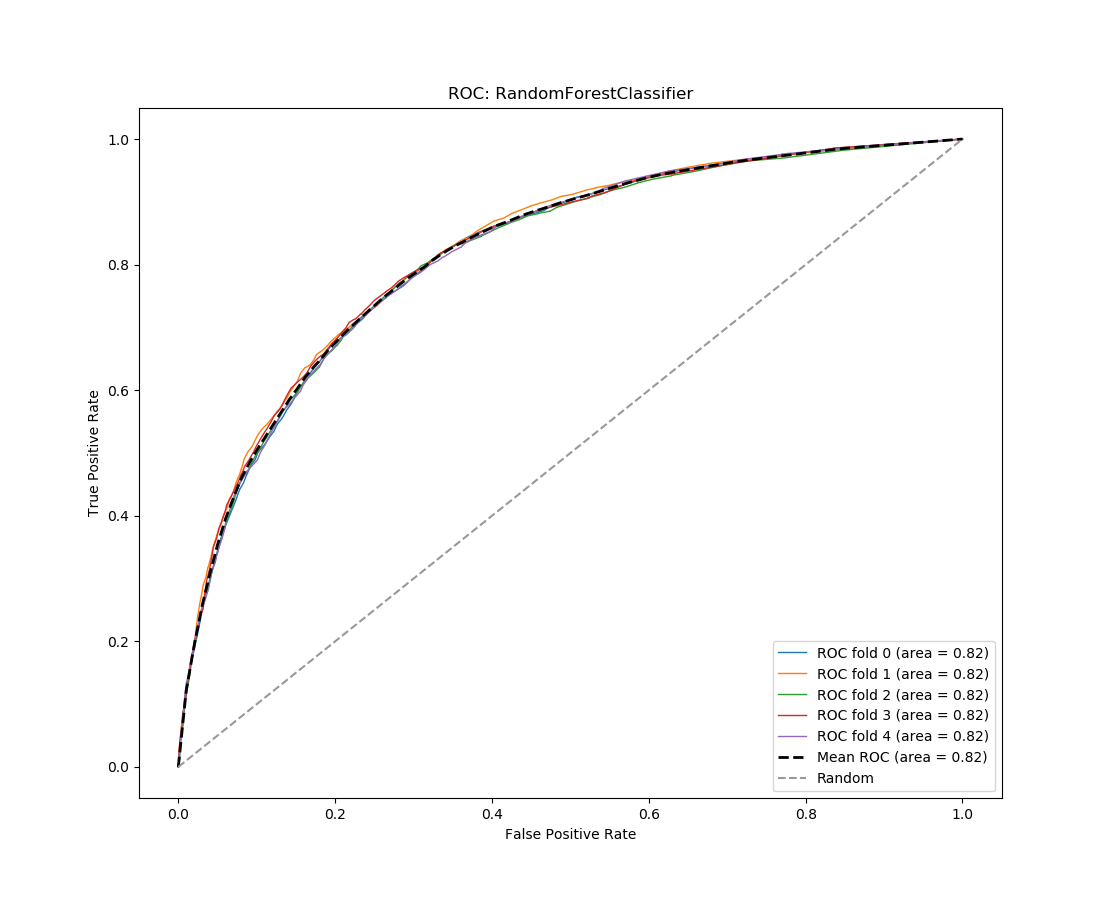 ROC: RandomForestClassifier
True Positive Rate
1.0
0.8
0.6
0.4
0.2
0.0
0.0 0.2 0.4 0.6 0.8 1.0
False Positive Rate
ROC fold 0 (area = 0.82)
ROC fold 1 (area = 0.82)
ROC fold 2 (area = 0.82)
ROC fold 3 (area = 0.82)
ROC fold 4 (area = 0.82)
Mean ROC (area = 0.82)
Random